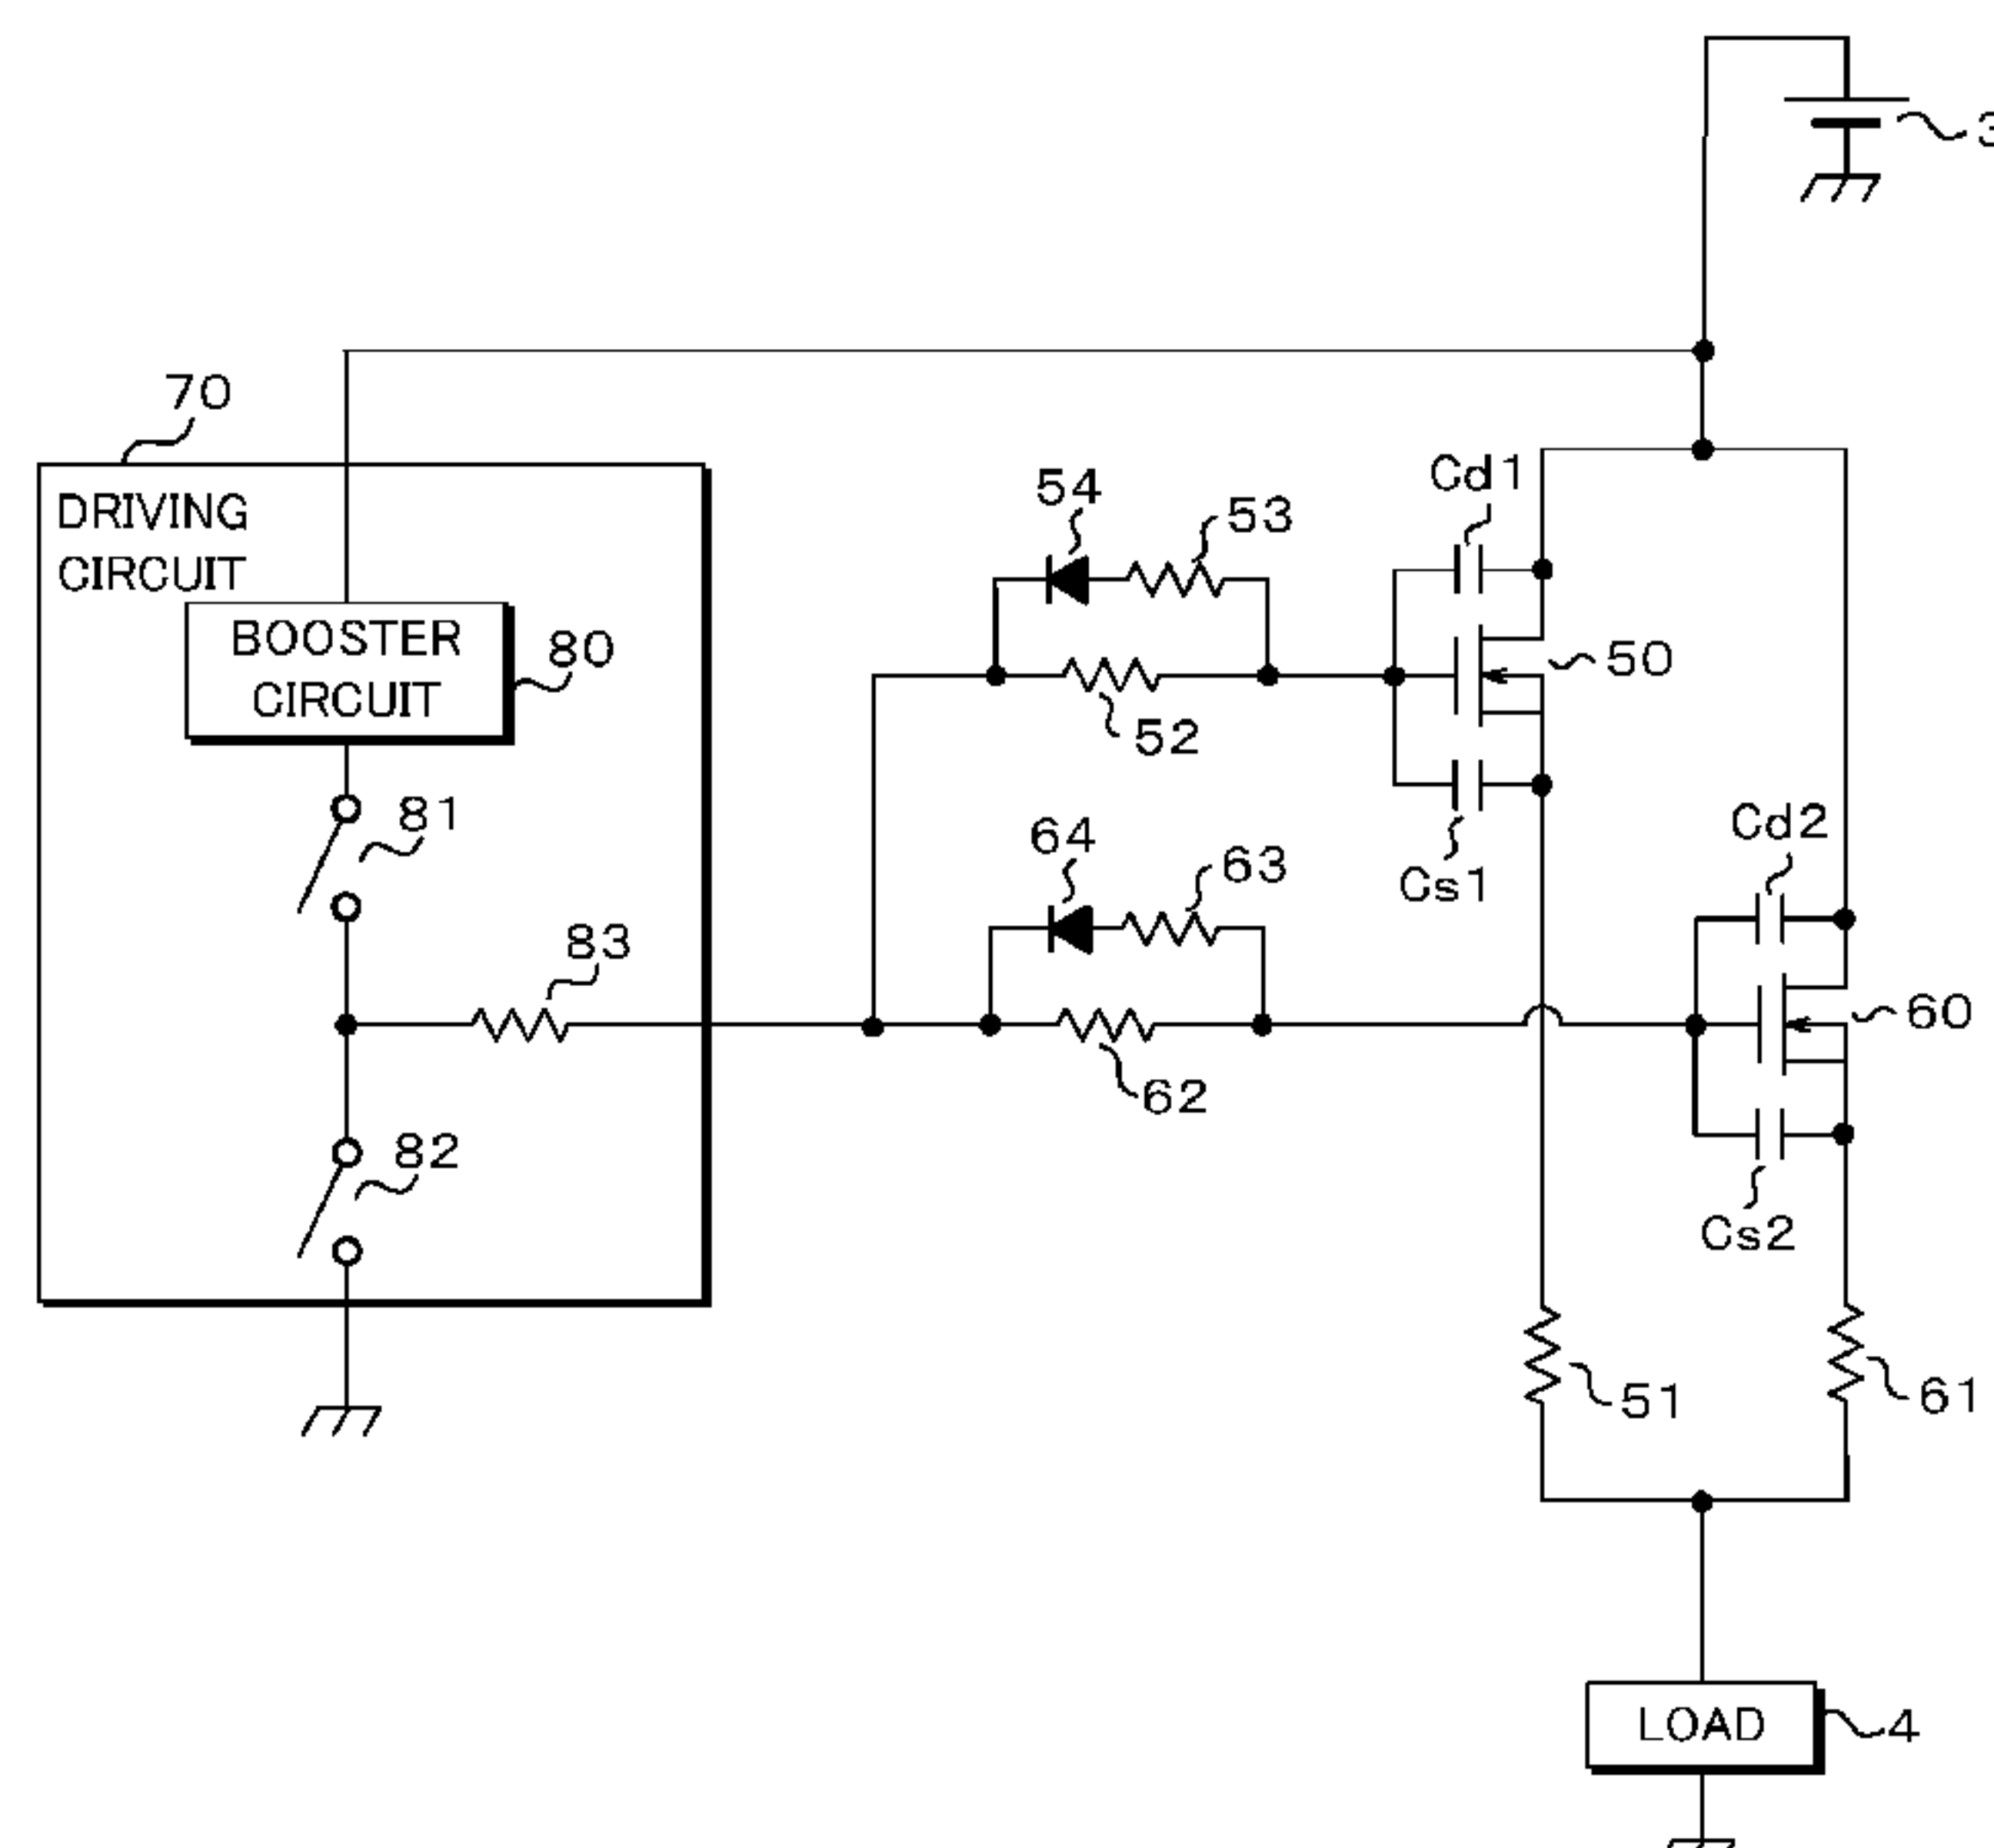 3
70
DRIVING
CIRCUIT
BOOSTER
CIRCUIT
80
81
83
82
54
53
52
Cd1
50
Cs1
64
63
62
Cd2
60
Cs2
51
61
LOAD
4